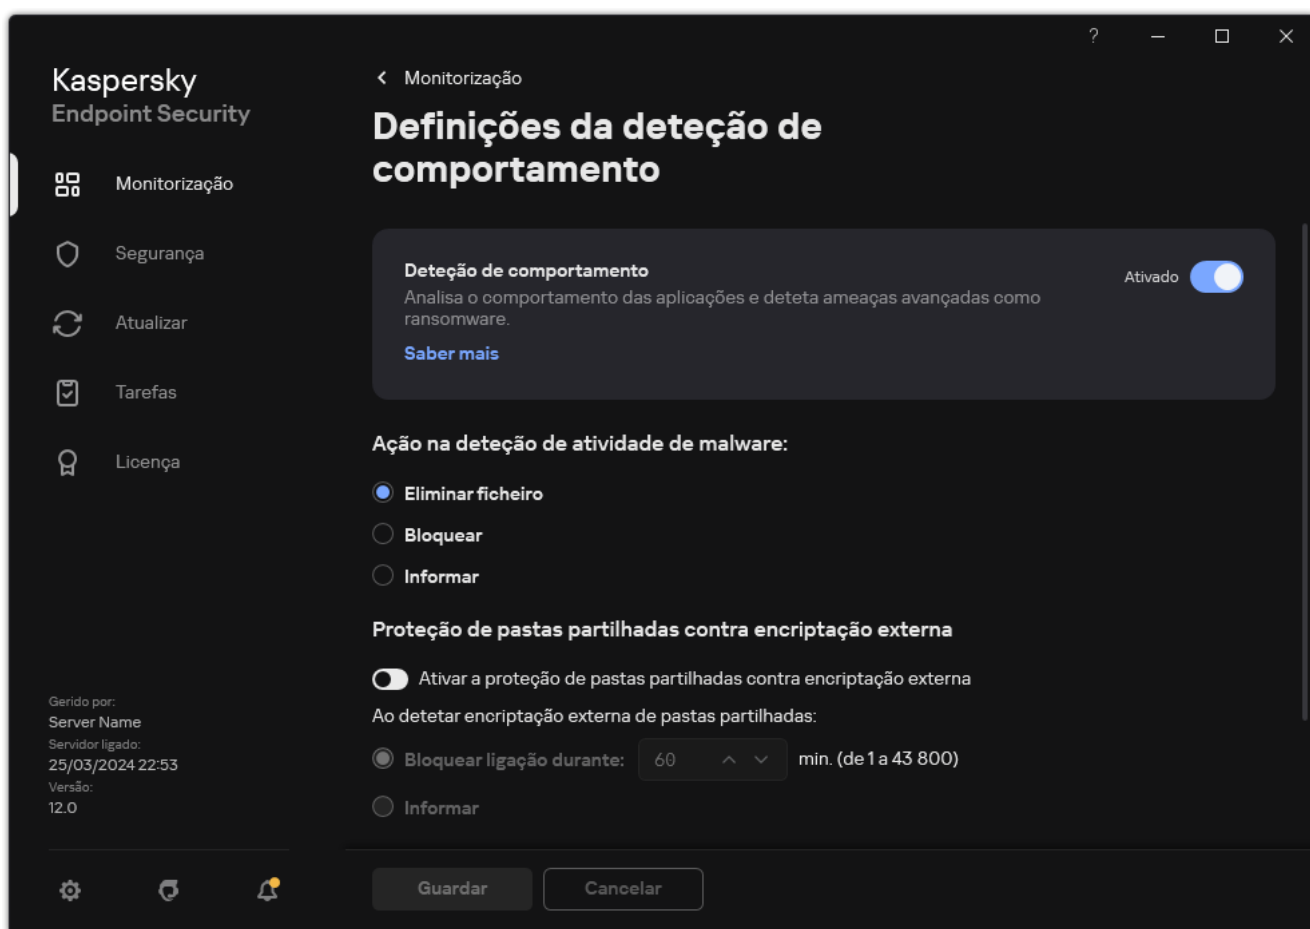 ?
Kaspersky
Endpoint Security
Monitorização
Segurança
Atualizar
Tarefas
Licença
Gerido por:
Server Name
Servidor ligado:
25/03/2024 22:53
Versão:
12.0
Monitorização
Definições da deteção de
comportamento
Deteção de comportamento
Analisa o comportamento das aplicações e deteta ameaças avançadas como
ransomware.
Saber mais
Ativado
Ação na deteção de atividade de malware:
Eliminar ficheiro
Bloquear
Informar
Proteção de pastas partilhadas contra encriptação externa
Ativar a proteção de pastas partilhadas contra encriptação externa
Ao detetar encriptação externa de pastas partilhadas:
Bloquear ligação durante: 60 min. (de 1 a 43 800)
Informar
Guardar Cancelar